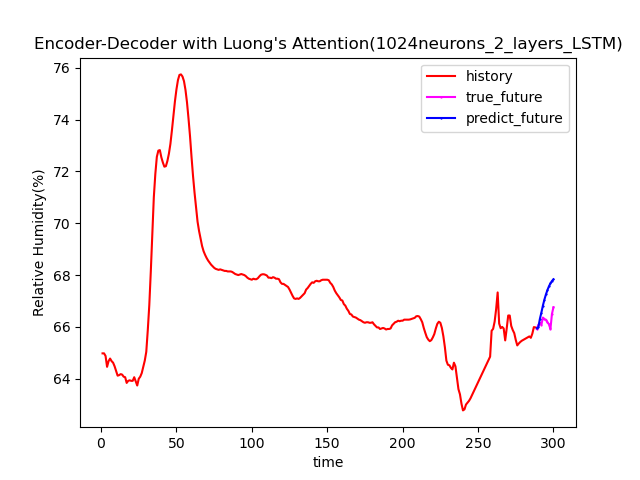 Encoder-Decoder with Luong's Attention(1024neurons_2_layers_LSTM)
history
true_future
predict_future
Relative Humidity(%)
76
74
72
70
68
66
64
0 50 100 150 200 250 300
time